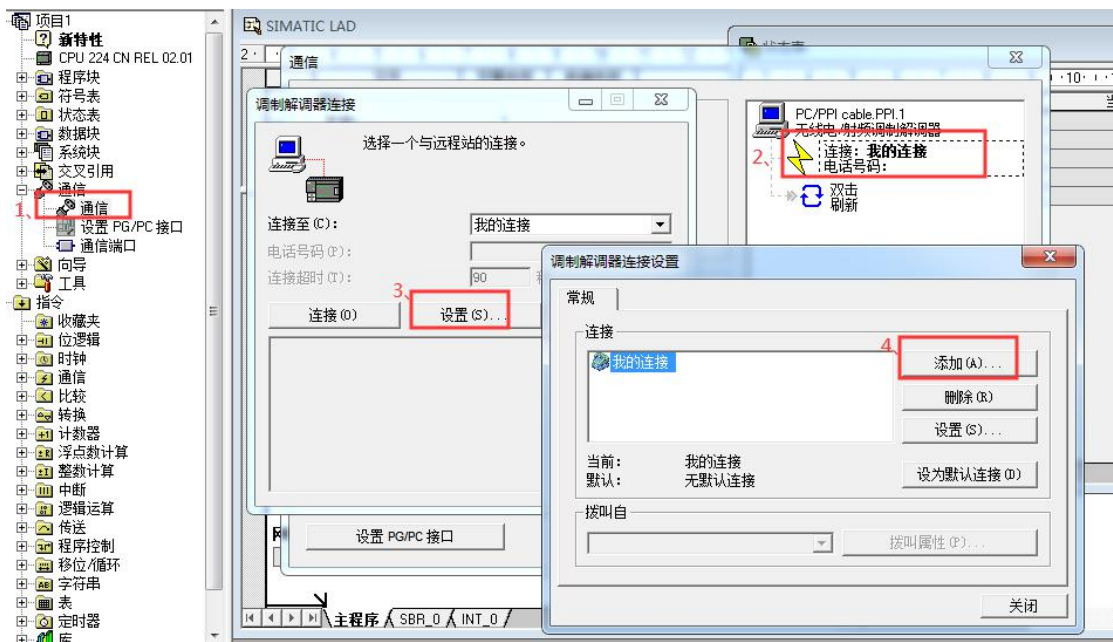 项目1
新特性
CPU 224 CN REL 02.01
程序块
符号表
状态表
数据块
系统块
交叉引用
通信
1、
通信
设置 PG/PC 接口
通信端口
向导
工具
指令
收藏夹
位逻辑
时钟
通信
比较
转换
计数器
浮点数计算
整数计算
中断
逻辑运算
传送
程序控制
移位/循环
字符串
表
定时器
库
SIMATIC LAD
状态表
通信
调制解调器连接
选择一个与远程站的连接。
连接至(C):
我的连接
电话号码(P):
连接超时(T):
90
3、
连接(O)
设置(S)...
设置 PG/PC 接口
PC/PPI cable.PPI.1
无线电/射频调制解调器
2、
连接: 我的连接
电话号码:
双击
刷新
调制解调器连接设置
常规
连接
我的连接
4、
添加(A)...
删除(R)
设置(S)...
当前: 我的连接
默认: 无默认连接
设为默认连接(D)
拨叫自
拨叫属性(P)...
关闭
主程序
SBR_0
INT_0